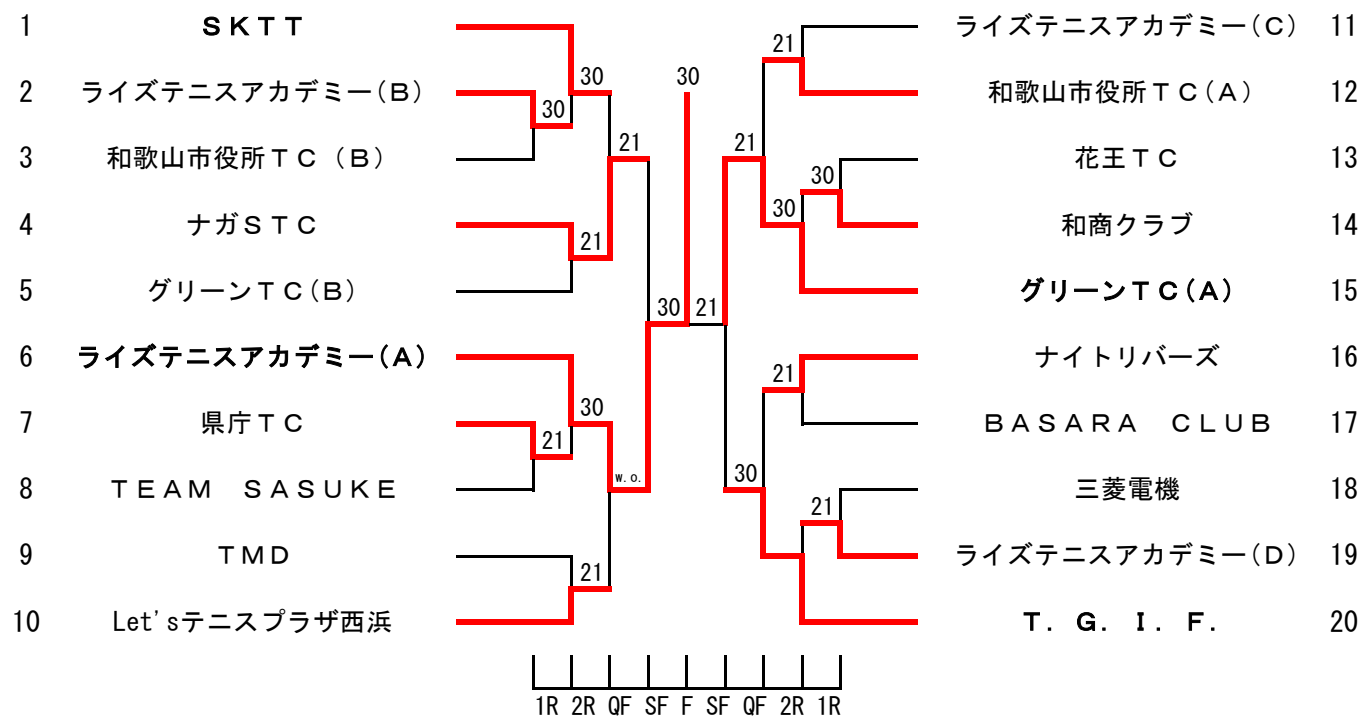 1 SKTT
2 ライズテニスアカデミー(B)
3 和歌山市役所TC(B)
4 ナガSTC
5 グリーンTC(B)
6 ライズテニスアカデミー(A)
7 県庁TC
8 TEAM SASUKE
9 TMD
10 Let'sテニスプラザ西浜
30
30
21
21
30
30
21
w.o.
21
30
21
21
21
30
30
21
30
21
ライズテニスアカデミー(C) 11
和歌山市役所TC(A) 12
花王TC 13
和商クラブ 14
グリーンTC(A) 15
ナイトリバーズ 16
BASARA CLUB 17
三菱電機 18
ライズテニスアカデミー(D) 19
T. G. I. F. 20
1R 2R QF SF F SF QF 2R 1R